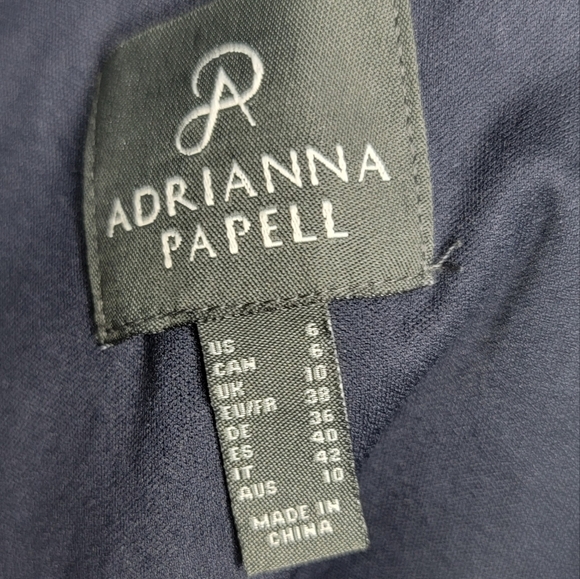 ADRIANNA
PAPELL
US 6
CAN 6
UK 10
EU/FR 38
DE 36
ES 40
IT 42
AUS 10
MADE IN
CHINA